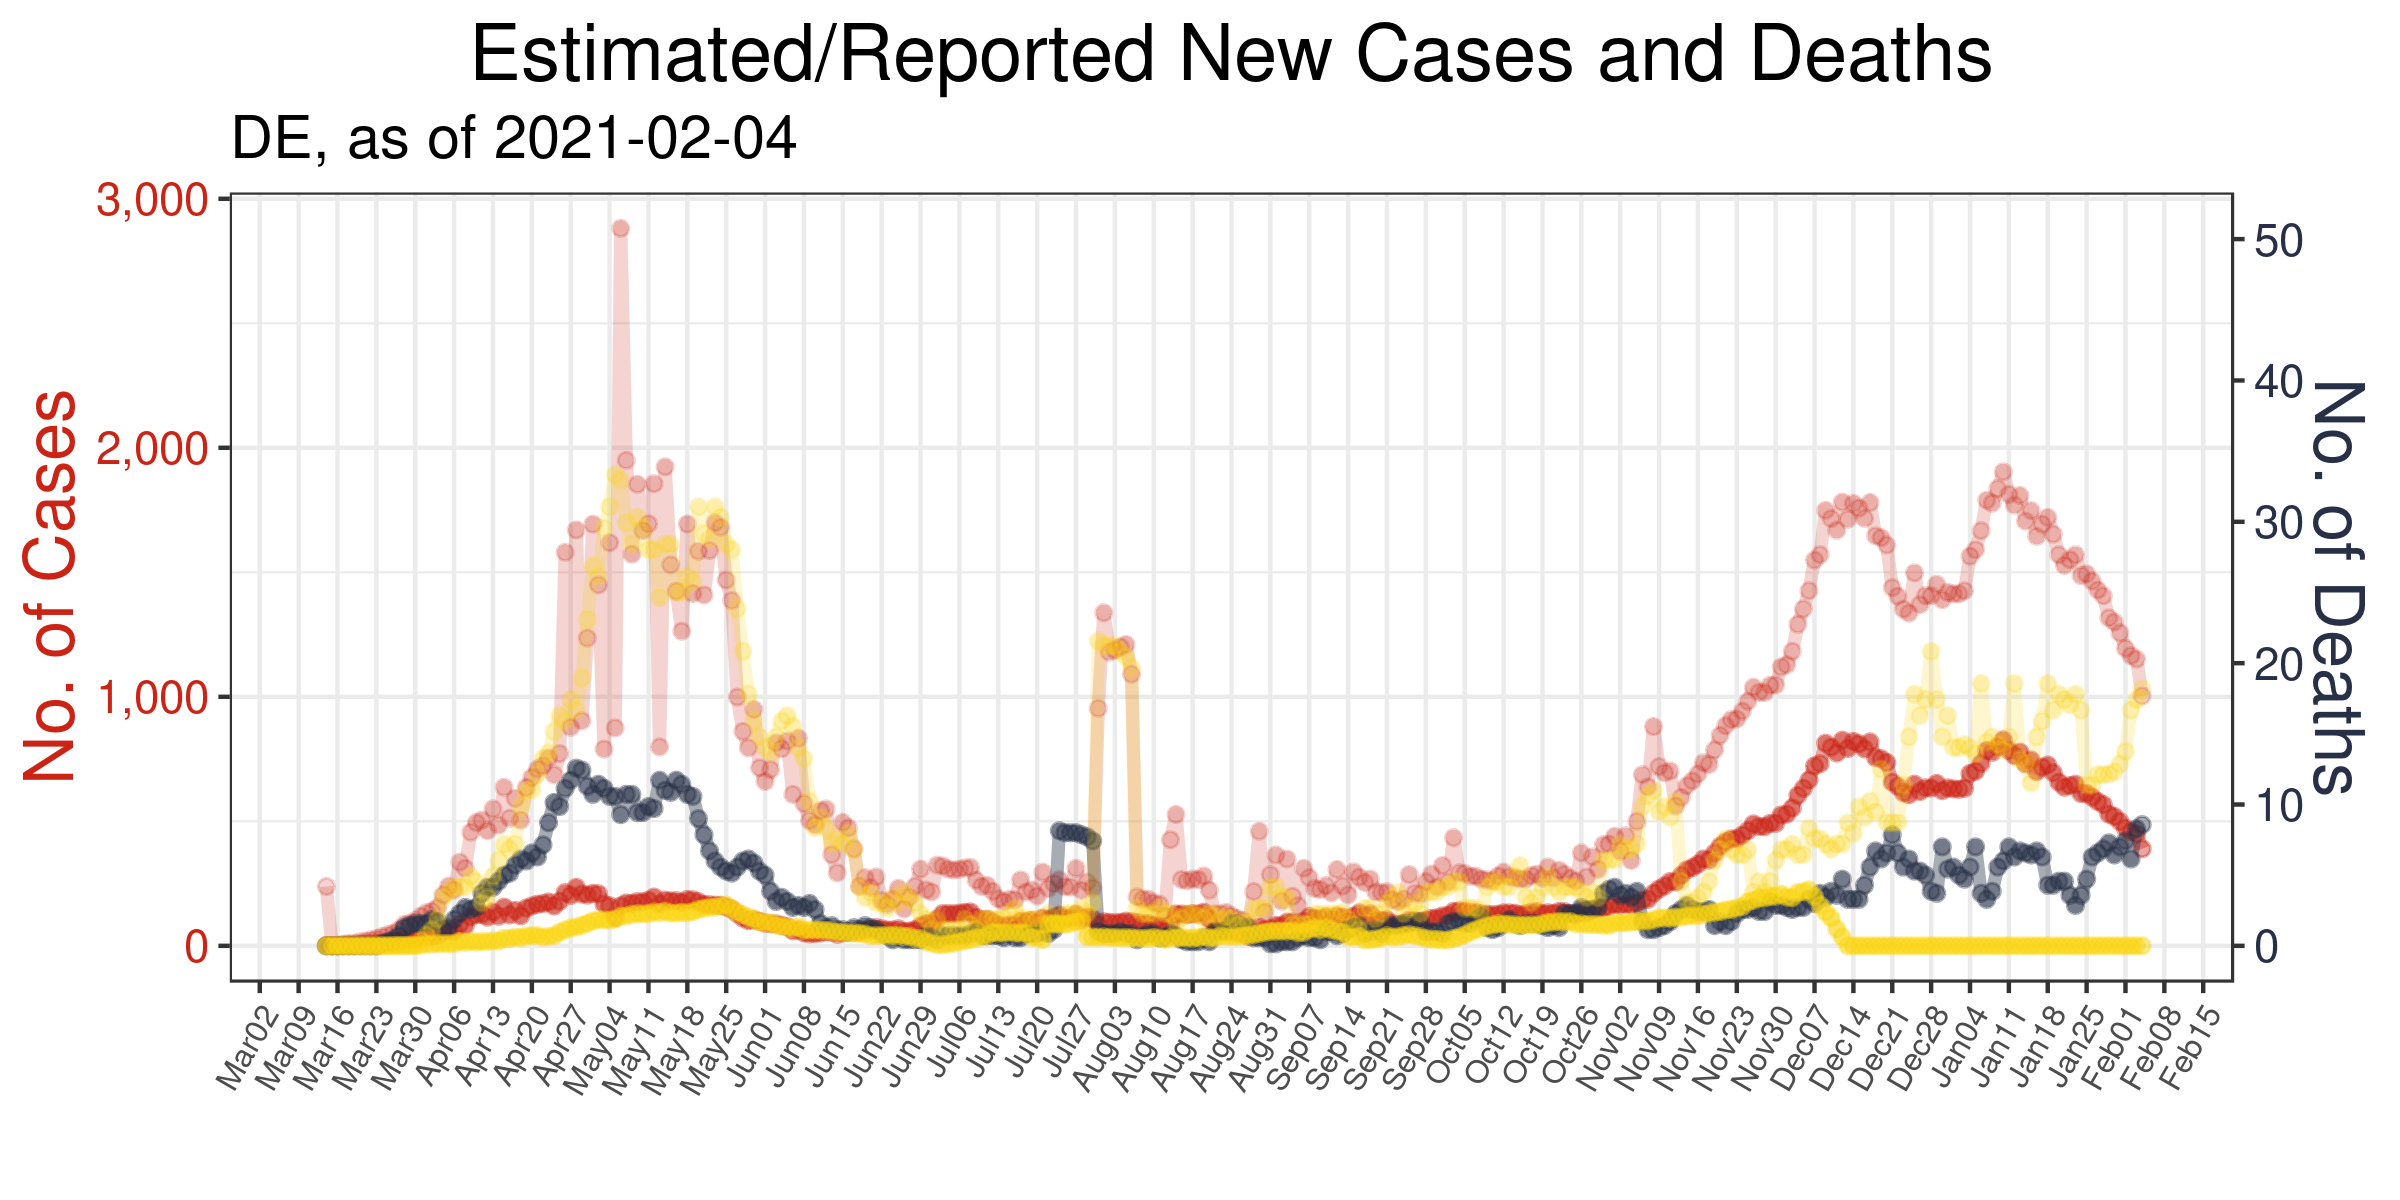 Estimated/Reported New Cases and Deaths
DE, as of 2021-02-04
No. of Cases
3,000
2,000
1,000
0
50
40
30
20
10
0
No. of Deaths
Mar02
Mar09
Mar16
Mar23
Mar30
Apr06
Apr13
Apr20
Apr27
May04
May11
May18
May25
Jun01
Jun08
Jun15
Jun22
Jun29
Jul06
Jul13
Jul20
Jul27
Aug03
Aug10
Aug17
Aug24
Aug31
Sep07
Sep14
Sep21
Sep28
Oct05
Oct12
Oct19
Oct26
Nov02
Nov09
Nov16
Nov23
Nov30
Dec07
Dec14
Dec21
Dec28
Jan04
Jan11
Jan18
Jan25
Feb01
Feb08
Feb15